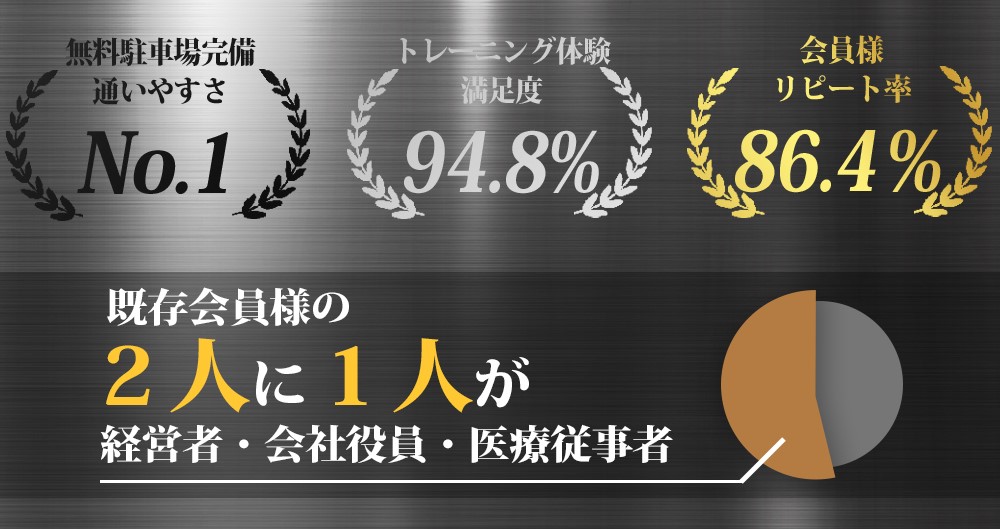 無料駐車場完備
通いやすさ
No.1
トレーニング体験
満足度
94.8%
会員様
リピート率
86.4%
既存会員様の
2人に1人が
経営者・会社役員・医療従事者